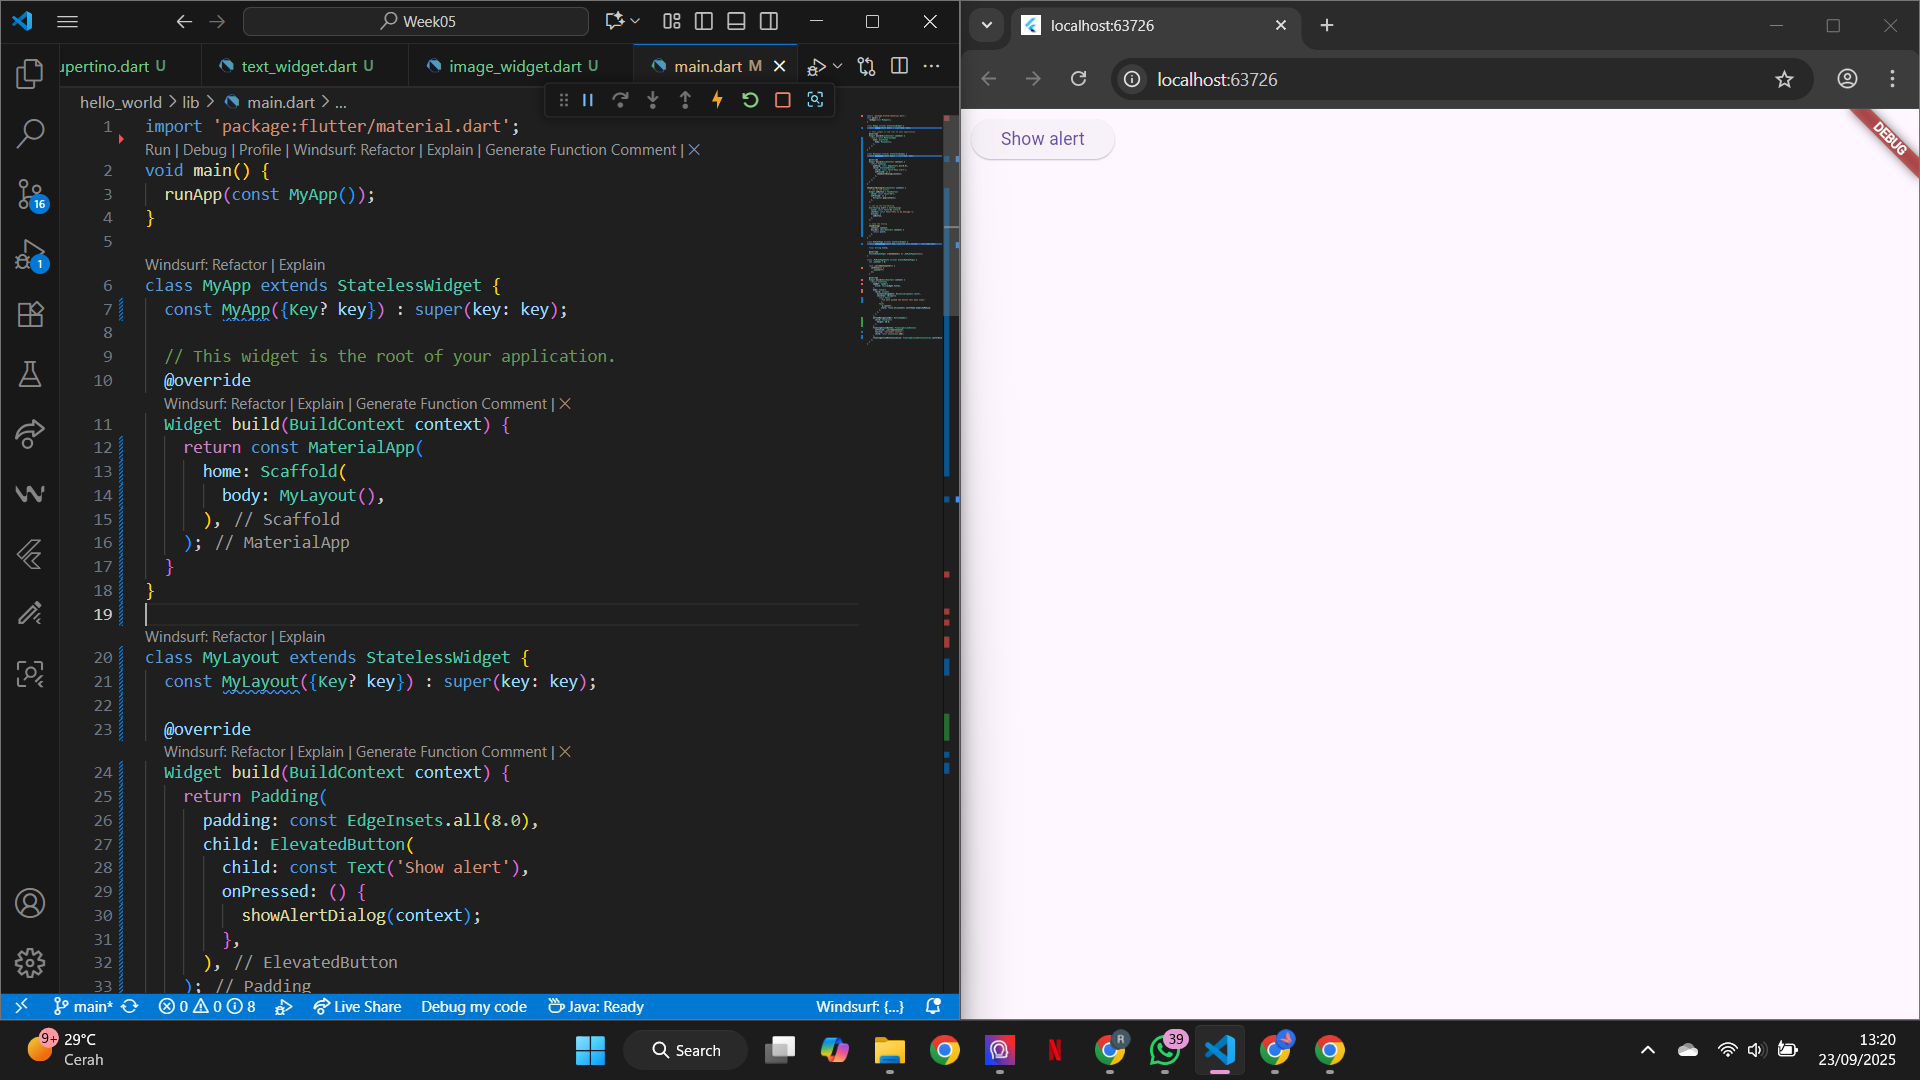 Week05
upertino.dart U
text_widget.dart U
image_widget.dart U
main.dart M
hello_world > lib > main.dart > ...
1 import 'package:flutter/material.dart';
Run | Debug | Profile | Windsurf: Refactor | Explain | Generate Function Comment | ×
2 void main() {
3 runApp(const MyApp());
4 }
5
Windsurf: Refactor | Explain
6 class MyApp extends StatelessWidget {
7 const MyApp({Key? key}) : super(key: key);
8
9 // This widget is the root of your application.
10 @override
Windsurf: Refactor | Explain | Generate Function Comment | ×
11 Widget build(BuildContext context) {
12 return const MaterialApp(
13 home: Scaffold(
14 body: MyLayout(),
15 ), // Scaffold
16 ); // MaterialApp
17 }
18 }
19
Windsurf: Refactor | Explain
20 class MyLayout extends StatelessWidget {
21 const MyLayout({Key? key}) : super(key: key);
22
23 @override
Windsurf: Refactor | Explain | Generate Function Comment | ×
24 Widget build(BuildContext context) {
25 return Padding(
26 padding: const EdgeInsets.all(8.0),
27 child: ElevatedButton(
28 child: const Text('Show alert'),
29 onPressed: () {
30 showAlertDialog(context);
31 },
32 ), // ElevatedButton
33 ); // Padding
16
1
main* 0 0 8 Live Share Debug my code Java: Ready Windsurf: {...}
localhost:63726
localhost:63726
Show alert
DEBUG
9+
29°C
Cerah
Search
R
39
13:20
23/09/2025